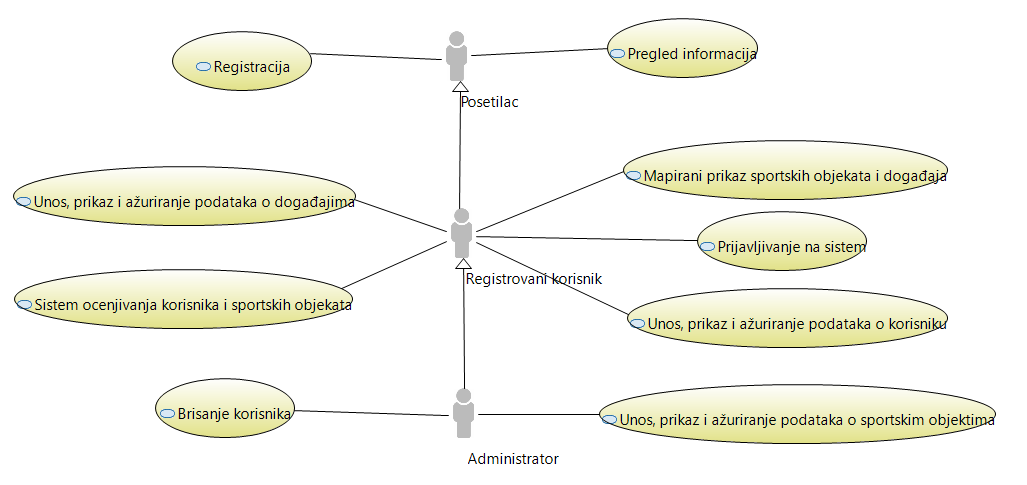 Registracija
Pregled informacija
Posetilac
Mapirani prikaz sportskih objekata i događaja
Unos, prikaz i ažuriranje podataka o događajima
Prijavljivanje na sistem
Registrovani korisnik
Sistem ocenjivanja korisnika i sportskih objekata
Unos, prikaz i ažuriranje podataka o korisniku
Brisanje korisnika
Unos, prikaz i ažuriranje podataka o sportskim objektima
Administrator